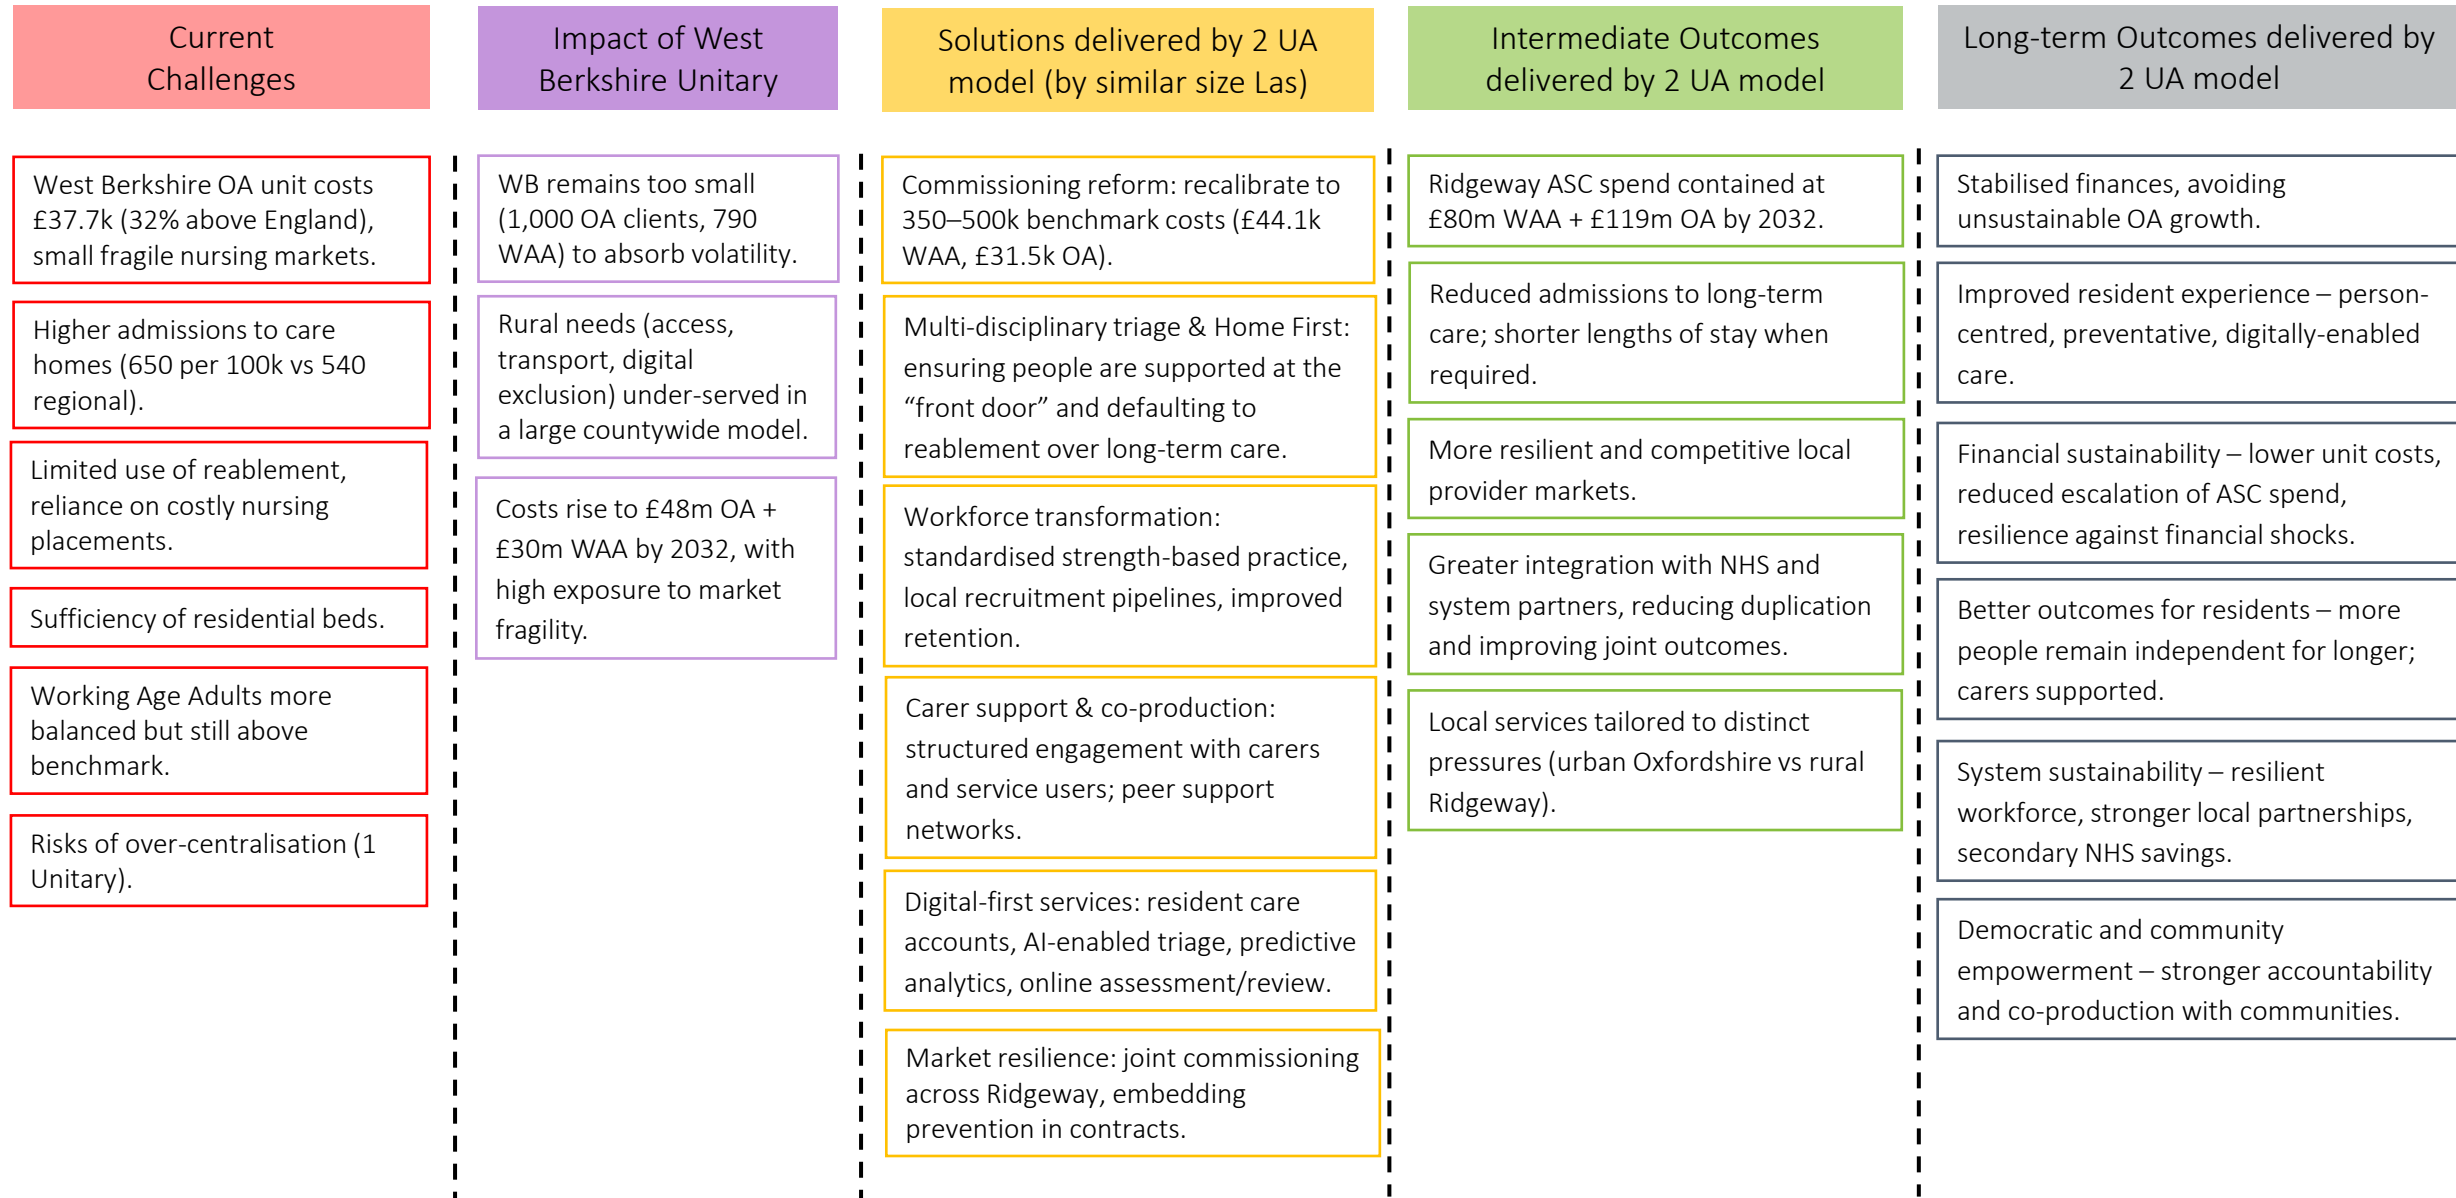 Current
Challenges
West Berkshire OA unit costs
£37.7k (32% above England),
small fragile nursing markets.
Higher admissions to care
homes (650 per 100k vs 540
regional).
Limited use of reablement,
reliance on costly nursing
placements.
Sufficiency of residential beds.
Working Age Adults more
balanced but still above
benchmark.
Risks of over-centralisation (1
Unitary).
Impact of West
Berkshire Unitary
WB remains too small
(1,000 OA clients, 790
WAA) to absorb volatility.
Rural needs (access,
transport, digital
exclusion) under-served in
a large countywide model.
Costs rise to £48m OA +
£30m WAA by 2032, with
high exposure to market
fragility.
Solutions delivered by 2 UA
model (by similar size Las)
Commissioning reform: recalibrate to
350–500k benchmark costs (£44.1k
WAA, £31.5k OA).
Multi-disciplinary triage & Home First:
ensuring people are supported at the
“front door” and defaulting to
reablement over long-term care.
Workforce transformation:
standardised strength-based practice,
local recruitment pipelines, improved
retention.
Carer support & co-production:
structured engagement with carers
and service users; peer support
networks.
Digital-first services: resident care
accounts, AI-enabled triage, predictive
analytics, online assessment/review.
Market resilience: joint commissioning
across Ridgeway, embedding
prevention in contracts.
Intermediate Outcomes
delivered by 2 UA model
Ridgeway ASC spend contained at
£80m WAA + £119m OA by 2032.
Reduced admissions to long-term
care; shorter lengths of stay when
required.
More resilient and competitive local
provider markets.
Greater integration with NHS and
system partners, reducing duplication
and improving joint outcomes.
Local services tailored to distinct
pressures (urban Oxfordshire vs rural
Ridgeway).
Long-term Outcomes delivered by
2 UA model
Stabilised finances, avoiding
unsustainable OA growth.
Improved resident experience – person-
centred, preventative, digitally-enabled
care.
Financial sustainability – lower unit costs,
reduced escalation of ASC spend,
resilience against financial shocks.
Better outcomes for residents – more
people remain independent for longer;
carers supported.
System sustainability – resilient
workforce, stronger local partnerships,
secondary NHS savings.
Democratic and community
empowerment – stronger accountability
and co-production with communities.